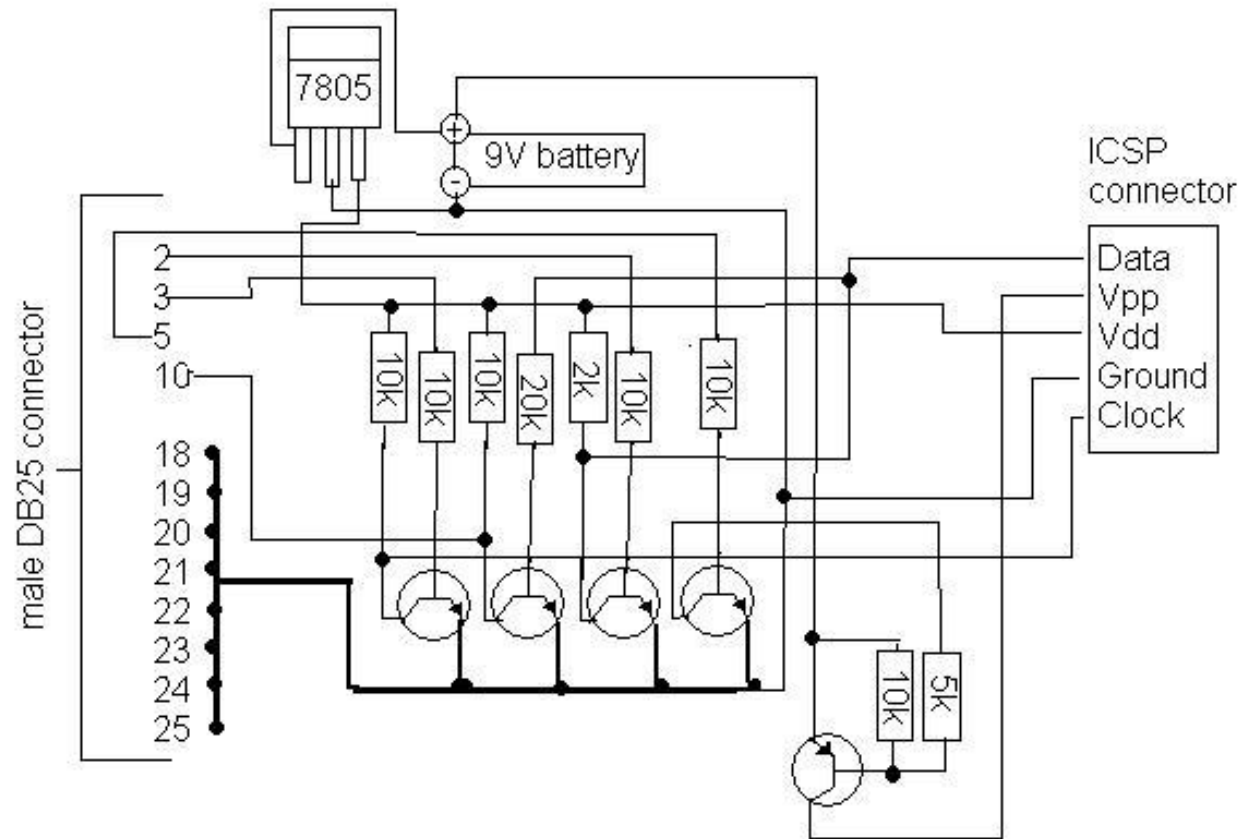 7805
+
9V battery
-
ICSP
connector
male DB25 connector
2
3
5
10
18
19
20
21
22
23
24
25
Data
Vpp
Vdd
Ground
Clock
10k
10k
10k
20k
2k
10k
10k
10k
5k